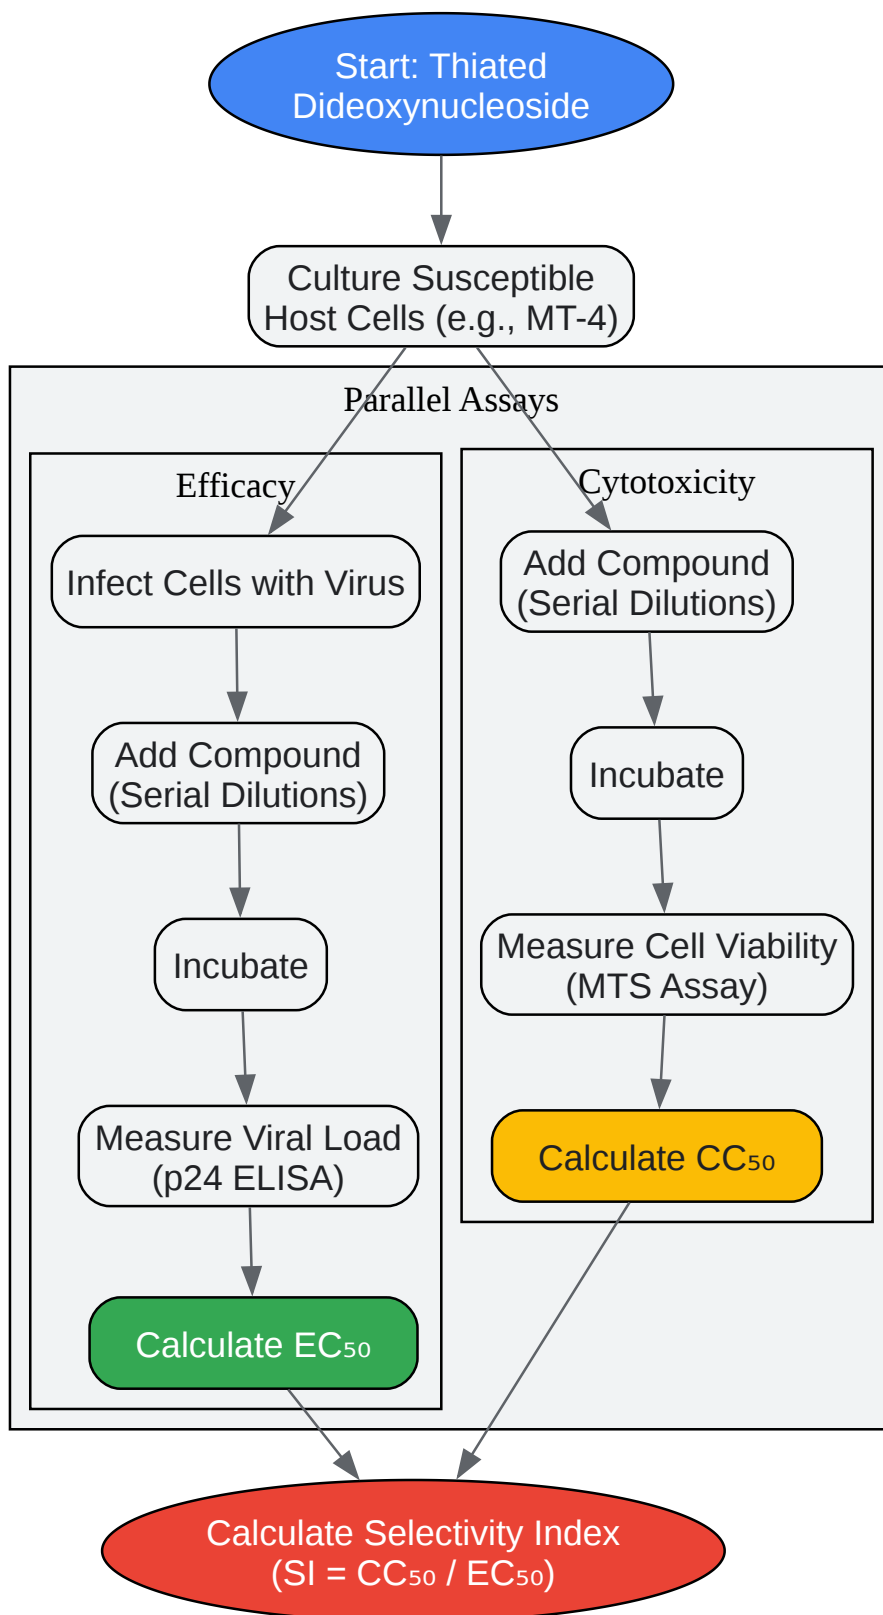 Start: Thiated
Dideoxynucleoside
Culture Susceptible
Host Cells (e.g., MT-4)
Parallel Assays
Efficacy
Infect Cells with Virus
Add Compound
(Serial Dilutions)
Incubate
Measure Viral Load
(p24 ELISA)
Calculate EC₅₀
Cytotoxicity
Add Compound
(Serial Dilutions)
Incubate
Measure Cell Viability
(MTS Assay)
Calculate CC₅₀
Calculate Selectivity Index
(SI = CC₅₀ / EC₅₀)